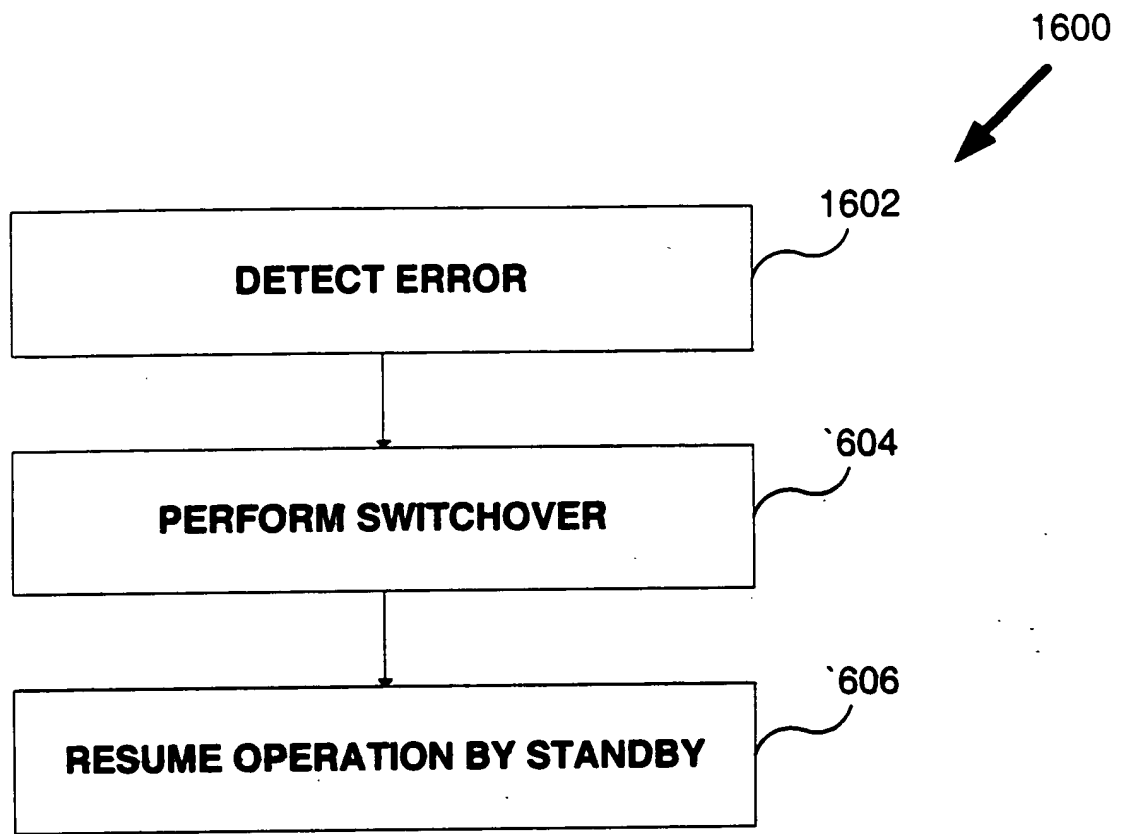 1600
1602
DETECT ERROR
`604
PERFORM SWITCHOVER
`606
RESUME OPERATION BY STANDBY